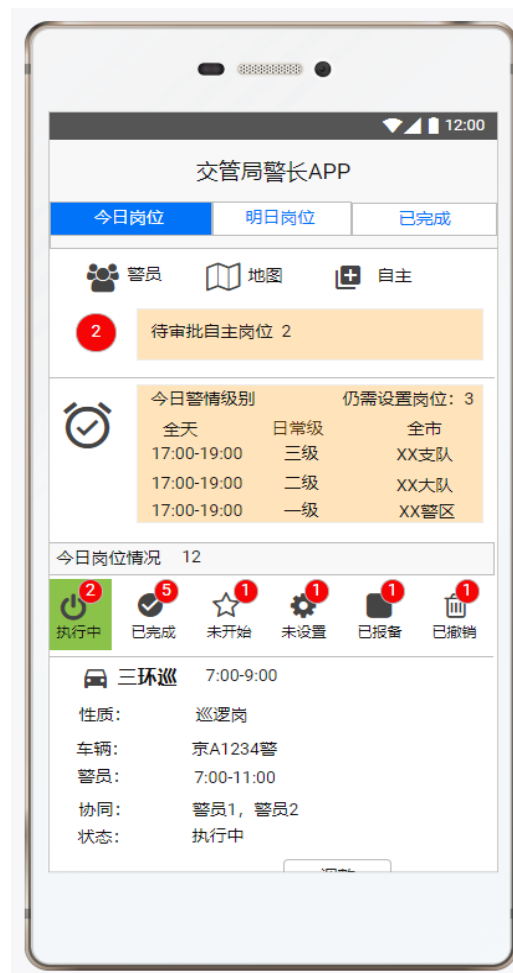 12:00
交管局警长APP
今日岗位 明日岗位 已完成
警员 地图 自主
2 待审批自主岗位 2
今日警情级别 仍需设置岗位：3
全天 日常级 全市
17:00-19:00 三级 XX支队
17:00-19:00 二级 XX大队
17:00-19:00 一级 XX警区
今日岗位情况 12
2 5 1 1 1 1
执行中 已完成 未开始 未设置 已报备 已撤销
三环巡 7:00-9:00
性质： 巡逻岗
车辆： 京A1234警
警员： 7:00-11:00
协同： 警员1，警员2
状态： 执行中